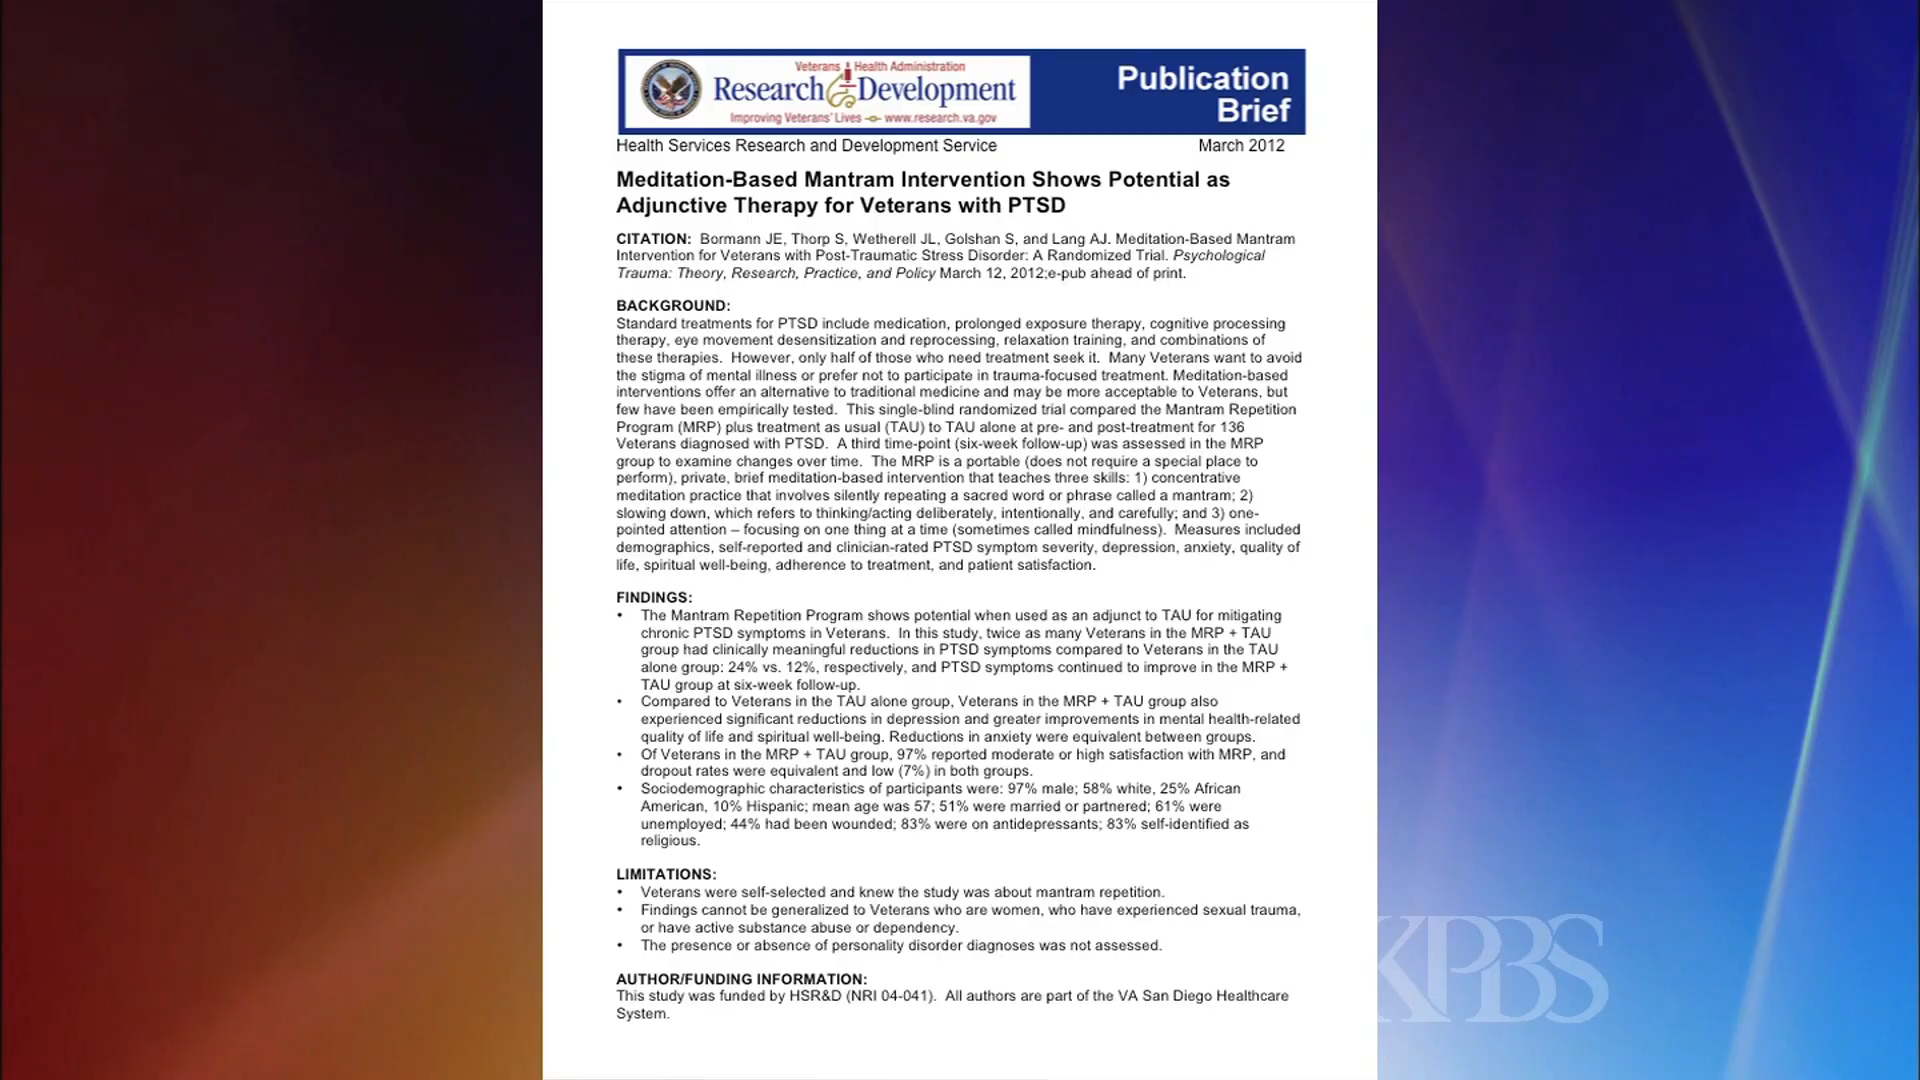 Veterans Health Administration
Research & Development
Improving Veterans' Lives www.research.va.gov
Publication
Brief
Health Services Research and Development Service March 2012
Meditation-Based Mantram Intervention Shows Potential as
Adjunctive Therapy for Veterans with PTSD
CITATION: Bormann JE, Thorp S, Wetherell JL, Golshan S, and Lang AJ. Meditation-Based Mantram
Intervention for Veterans with Post-Traumatic Stress Disorder: A Randomized Trial. Psychological
Trauma: Theory, Research, Practice, and Policy March 12, 2012;e-pub ahead of print.
BACKGROUND:
Standard treatments for PTSD include medication, prolonged exposure therapy, cognitive processing
therapy, eye movement desensitization and reprocessing, relaxation training, and combinations of
these therapies. However, only half of those who need treatment seek it. Many Veterans want to avoid
the stigma of mental illness or prefer not to participate in trauma-focused treatment. Meditation-based
interventions offer an alternative to traditional medicine and may be more acceptable to Veterans, but
few have been empirically tested. This single-blind randomized trial compared the Mantram Repetition
Program (MRP) plus treatment as usual (TAU) to TAU alone at pre- and post-treatment for 136
Veterans diagnosed with PTSD. A third time-point (six-week follow-up) was assessed in the MRP
group to examine changes over time. The MRP is a portable (does not require a special place to
perform), private, brief meditation-based intervention that teaches three skills: 1) concentrative
meditation practice that involves silently repeating a sacred word or phrase called a mantram; 2)
slowing down, which refers to thinking/acting deliberately, intentionally, and carefully; and 3) one-
pointed attention – focusing on one thing at a time (sometimes called mindfulness). Measures included
demographics, self-reported and clinician-rated PTSD symptom severity, depression, anxiety, quality of
life, spiritual well-being, adherence to treatment, and patient satisfaction.
FINDINGS:
• The Mantram Repetition Program shows potential when used as an adjunct to TAU for mitigating
chronic PTSD symptoms in Veterans. In this study, twice as many Veterans in the MRP + TAU
group had clinically meaningful reductions in PTSD symptoms compared to Veterans in the TAU
alone group: 24% vs. 12%, respectively, and PTSD symptoms continued to improve in the MRP +
TAU group at six-week follow-up.
• Compared to Veterans in the TAU alone group, Veterans in the MRP + TAU group also
experienced significant reductions in depression and greater improvements in mental health-related
quality of life and spiritual well-being. Reductions in anxiety were equivalent between groups.
• Of Veterans in the MRP + TAU group, 97% reported moderate or high satisfaction with MRP, and
dropout rates were equivalent and low (7%) in both groups.
• Sociodemographic characteristics of participants were: 97% male; 58% white, 25% African
American, 10% Hispanic; mean age was 57; 51% were married or partnered; 61% were
unemployed; 44% had been wounded; 83% were on antidepressants; 83% self-identified as
religious.
LIMITATIONS:
• Veterans were self-selected and knew the study was about mantram repetition.
• Findings cannot be generalized to Veterans who are women, who have experienced sexual trauma,
or have active substance abuse or dependency.
• The presence or absence of personality disorder diagnoses was not assessed.
AUTHOR/FUNDING INFORMATION:
This study was funded by HSR&D (NRI 04-041). All authors are part of the VA San Diego Healthcare
System.
KPBS